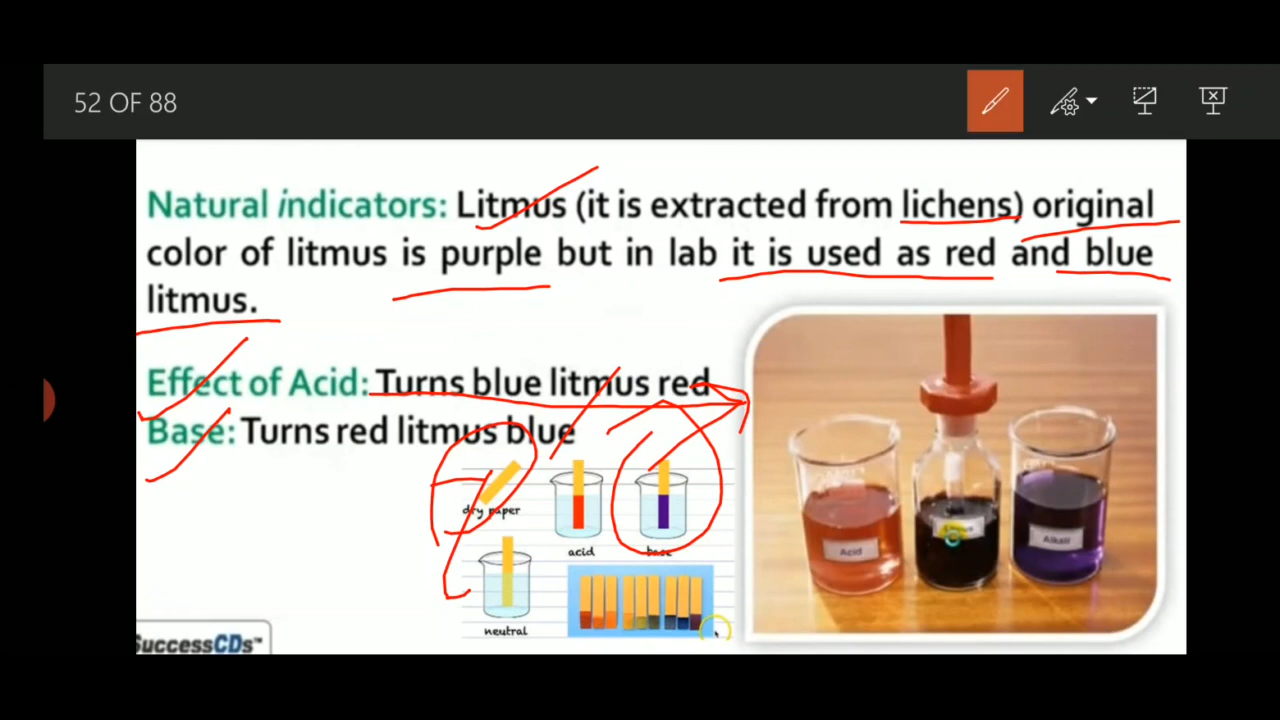 52 OF 88
Natural indicators: Litmus (it is extracted from lichens) original
color of litmus is purple but in lab it is used as red and blue
litmus.
Effect of Acid: Turns blue litmus red
Base: Turns red litmus blue
dry paper
acid
base
neutral
Acid
Alkali
SuccessCDs™